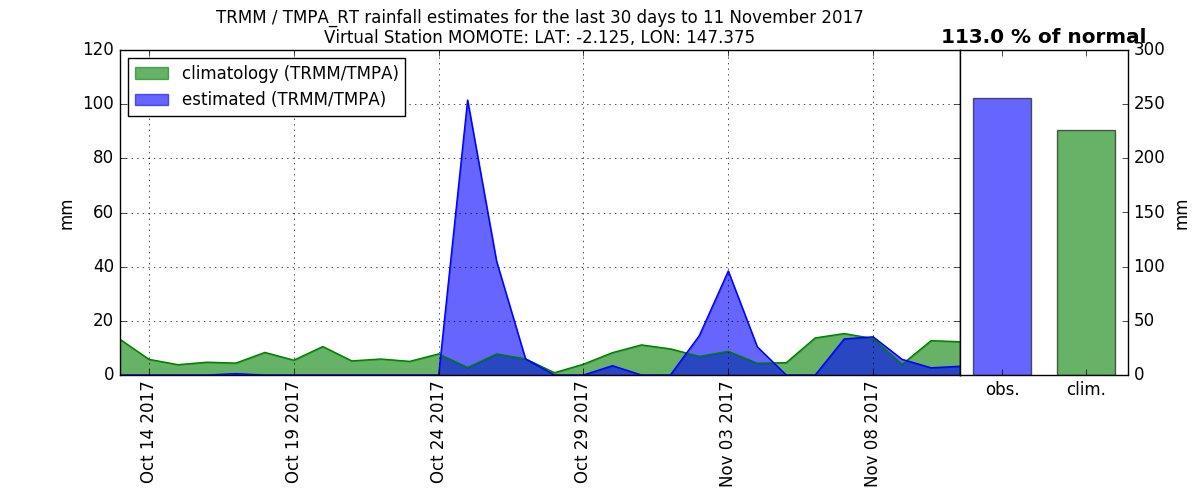 TRMM / TMPA_RT rainfall estimates for the last 30 days to 11 November 2017
Virtual Station MOMOTE: LAT: -2.125, LON: 147.375
113.0 % of normal
climatology (TRMM/TMPA)
estimated (TRMM/TMPA)
mm
120
100
80
60
40
20
0
Oct 14 2017
Oct 19 2017
Oct 24 2017
Oct 29 2017
Nov 03 2017
Nov 08 2017
obs.
clim.
300
250
200
150
100
50
0
mm